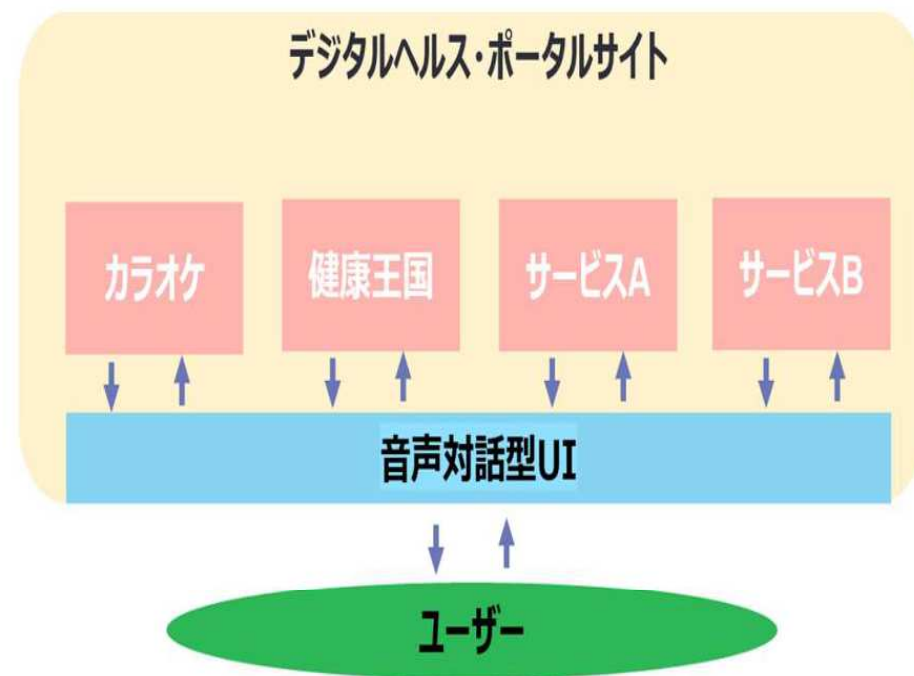 デジタルヘルス・ポータルサイト
カラオケ
健康王国
サービスA
サービスB
音声対話型UI
ユーザー